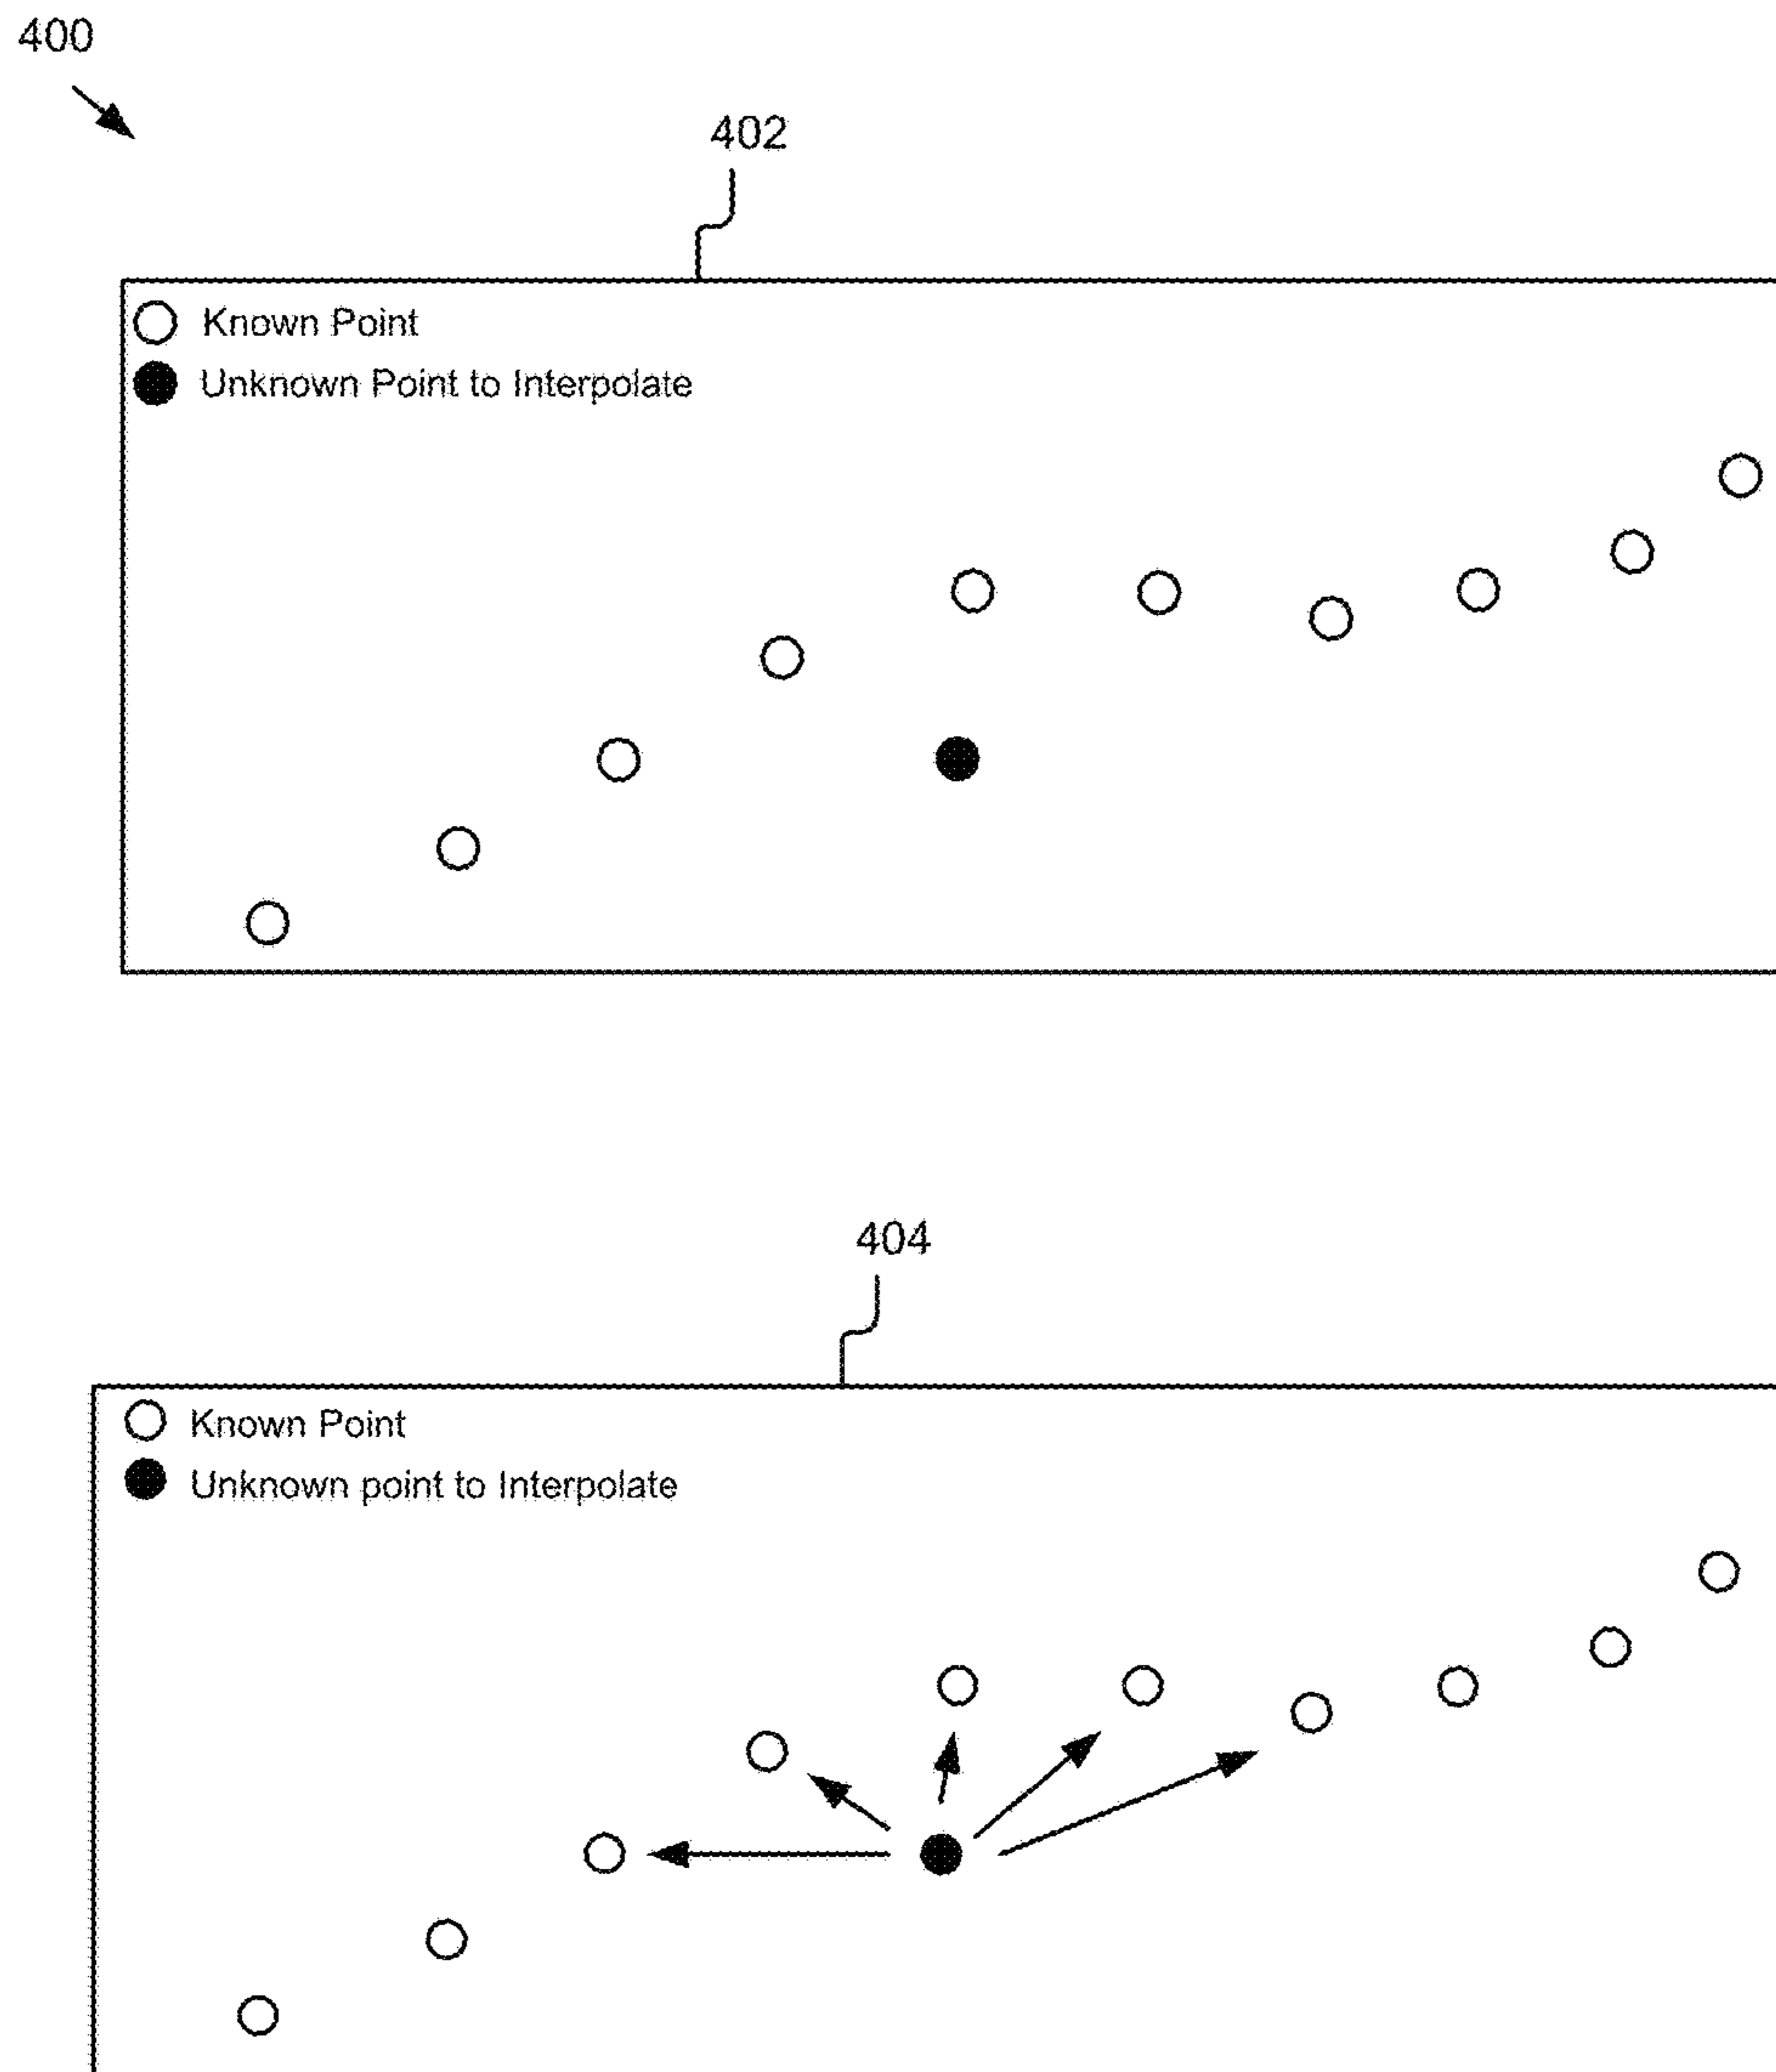 400
402
Known Point
Unknown Point to Interpolate
404
Known Point
Unknown point to Interpolate